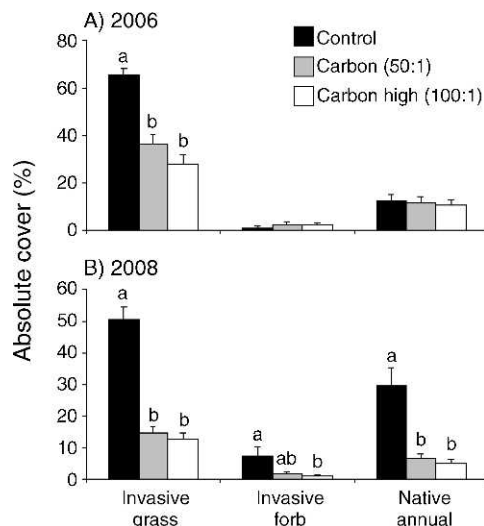 A) 2006
Control
Carbon (50:1)
Carbon high (100:1)
80
60
40
20
0
a
b
b
Absolute cover (%)
B) 2008
60
50
40
30
20
10
0
a
b
b
a
ab
b
a
b
b
Invasive
grass
Invasive
forb
Native
annual